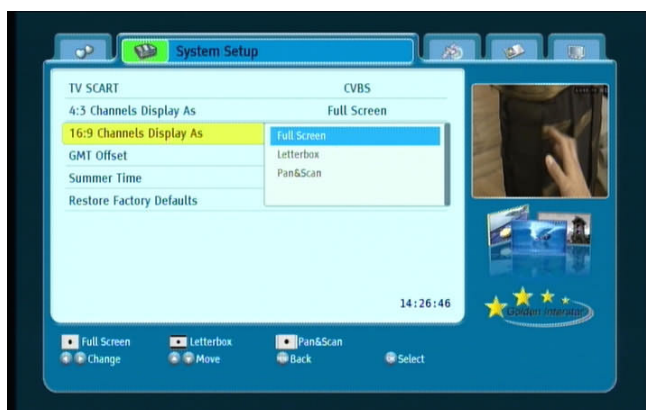 System Setup
TV SCART CVBS
4:3 Channels Display As Full Screen
16:9 Channels Display As
Full Screen
GMT Offset
Letterbox
Summer Time
Pan&Scan
Restore Factory Defaults
14:26:46
Golden Interstar
Full Screen Letterbox Pan&Scan
Change Move Back Select